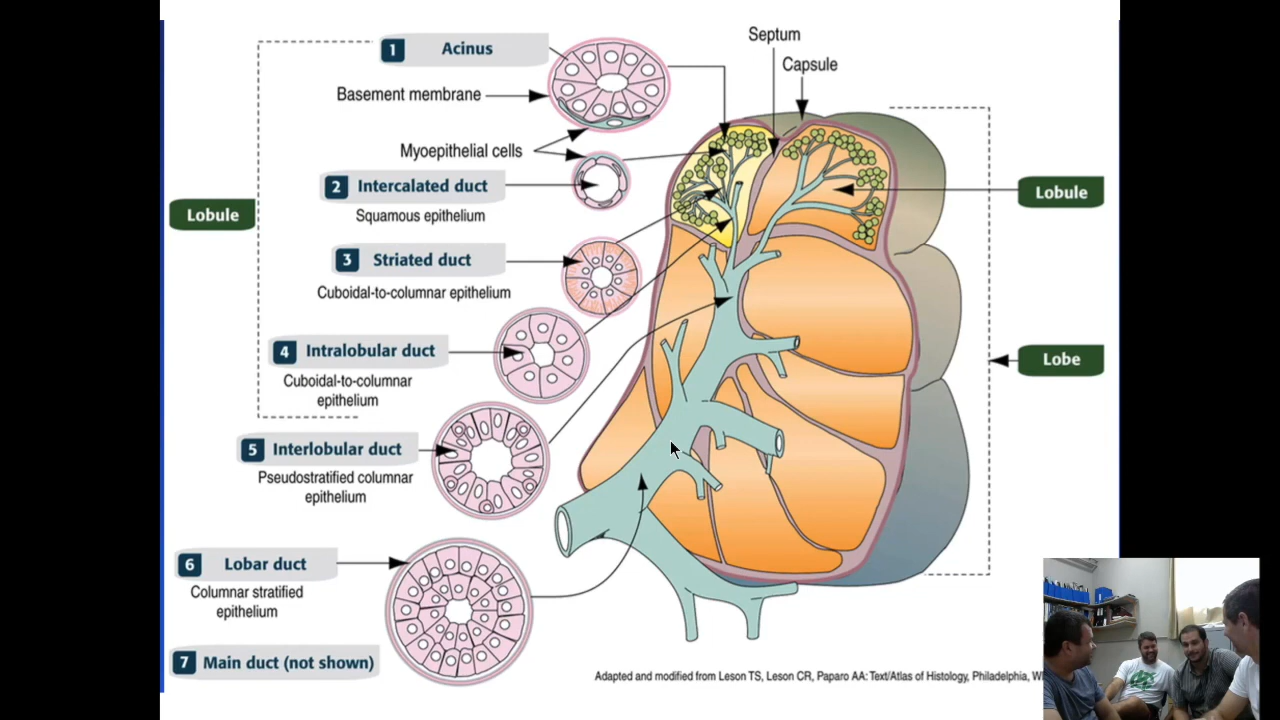 Septum
Capsule
1 Acinus
Basement membrane
Myoepithelial cells
2 Intercalated duct
Squamous epithelium
Lobule
Lobule
3 Striated duct
Cuboidal-to-columnar epithelium
4 Intralobular duct
Cuboidal-to-columnar
epithelium
Lobe
5 Interlobular duct
Pseudostratified columnar
epithelium
6 Lobar duct
Columnar stratified
epithelium
7 Main duct (not shown)
Adapted and modified from Leson TS, Leson CR, Paparo AA: Text/Atlas of Histology, Philadelphia,